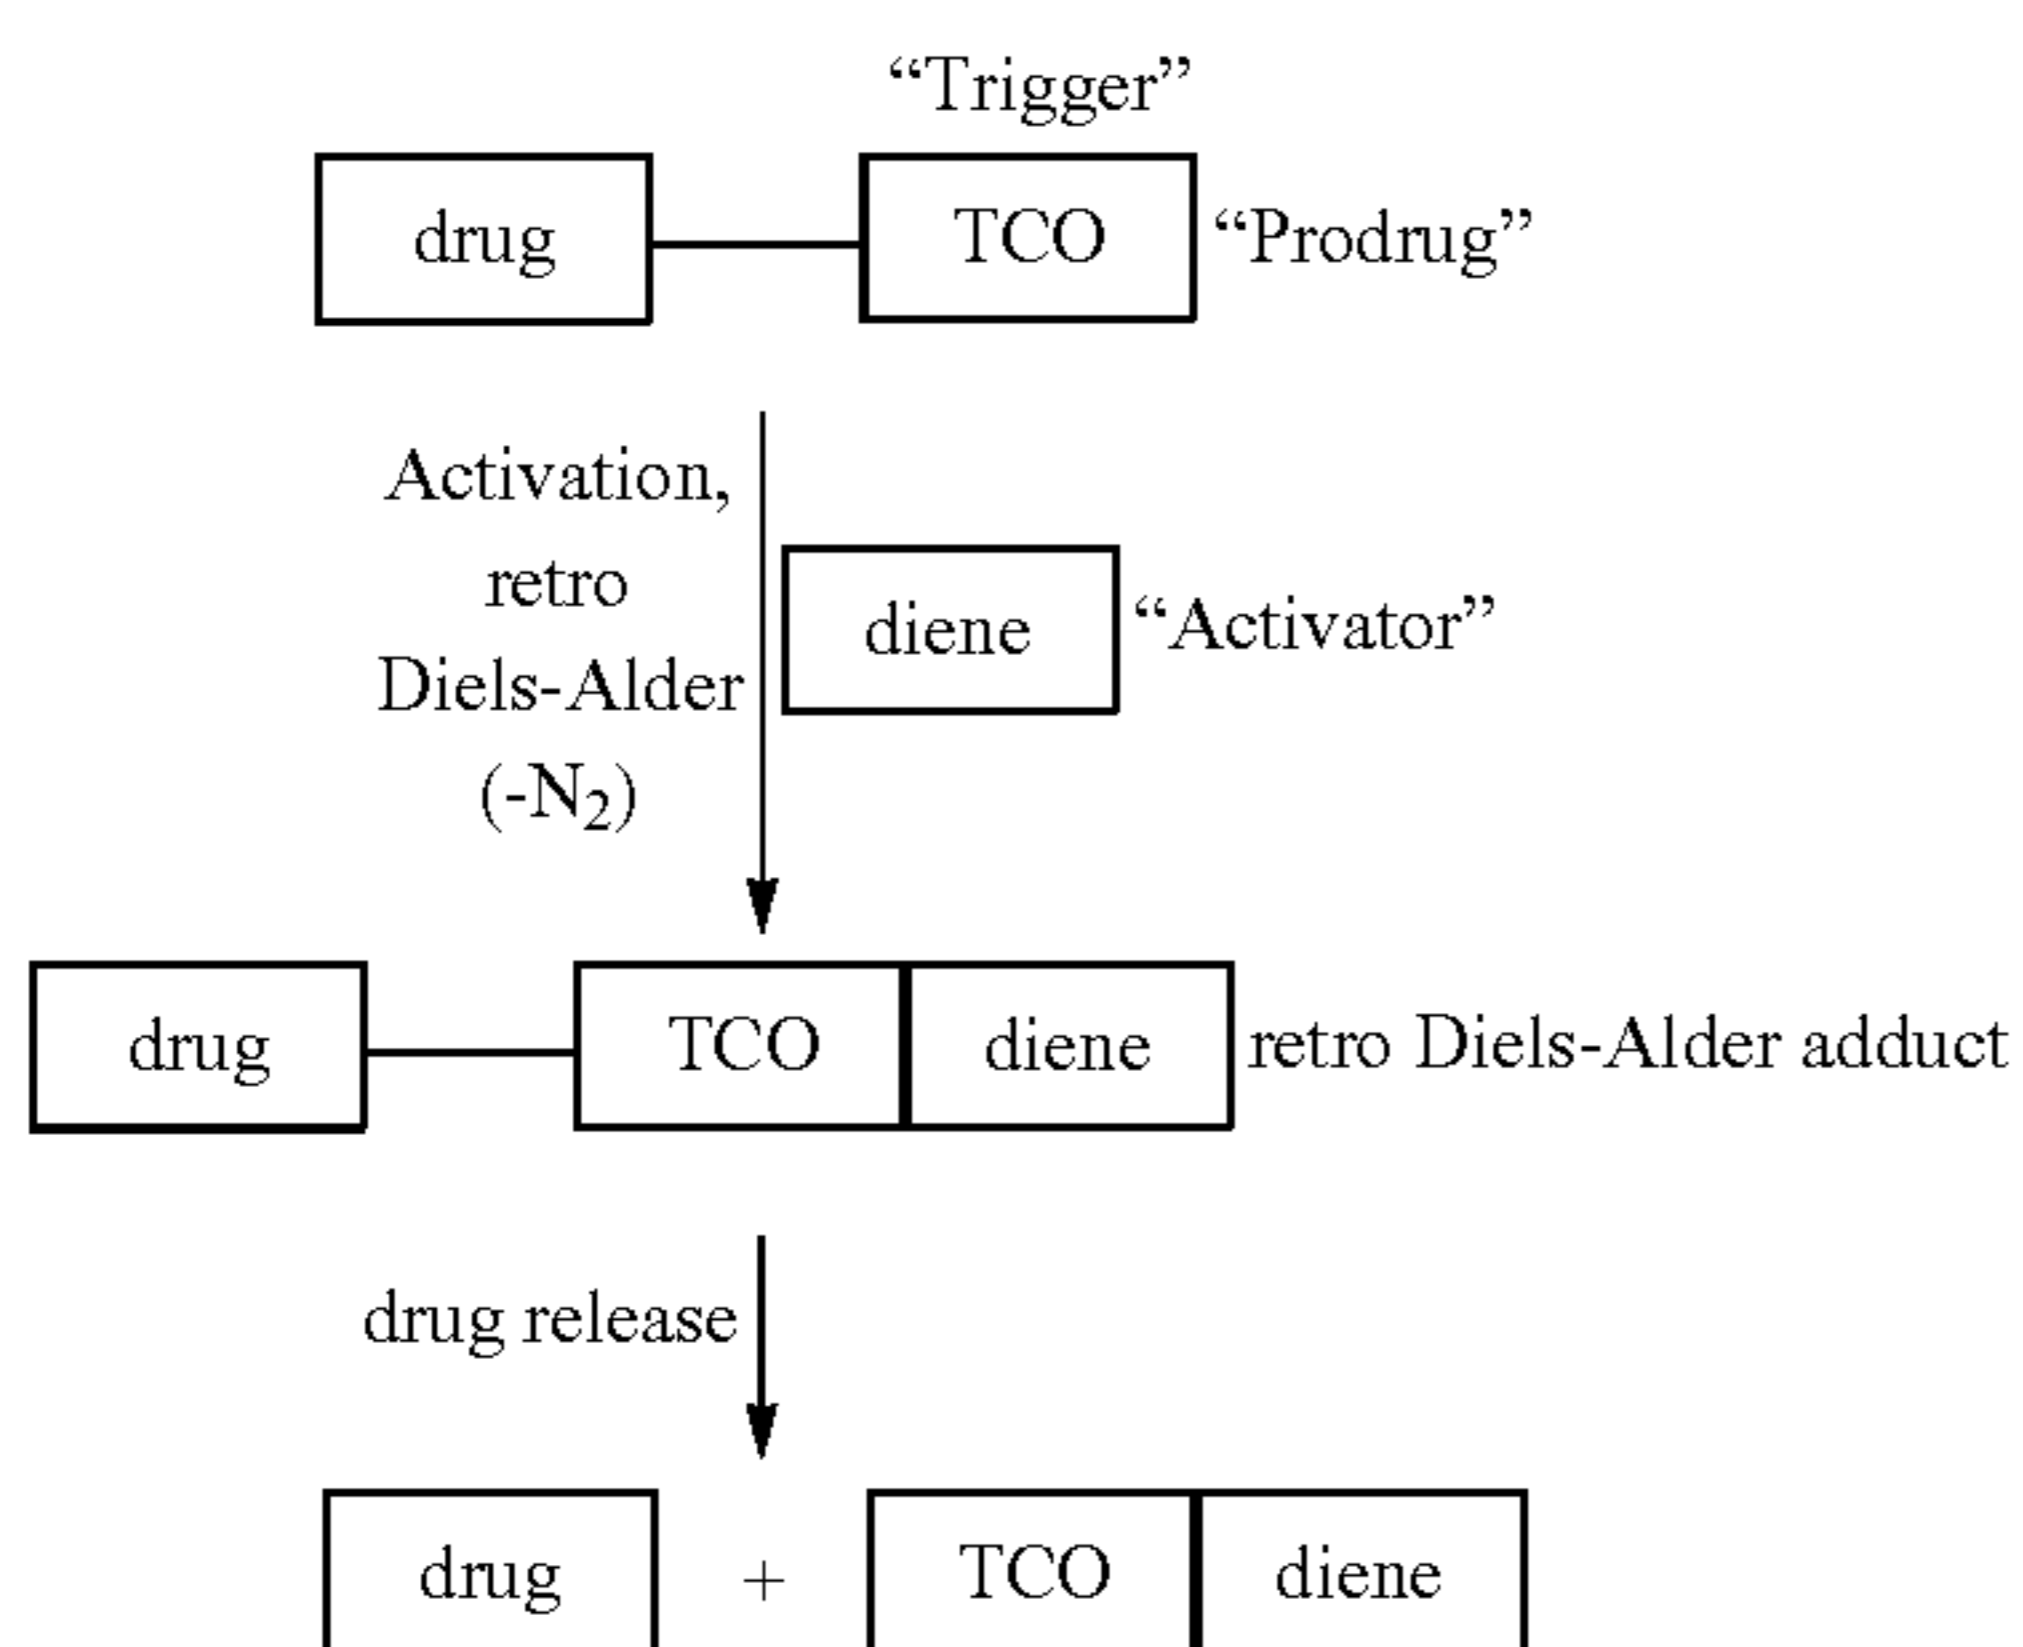 “Trigger”
drug TCO “Prodrug”
Activation,
retro
diene “Activator”
Diels-Alder
(-N₂)
drug TCO diene retro Diels-Alder adduct
drug release
drug + TCO diene